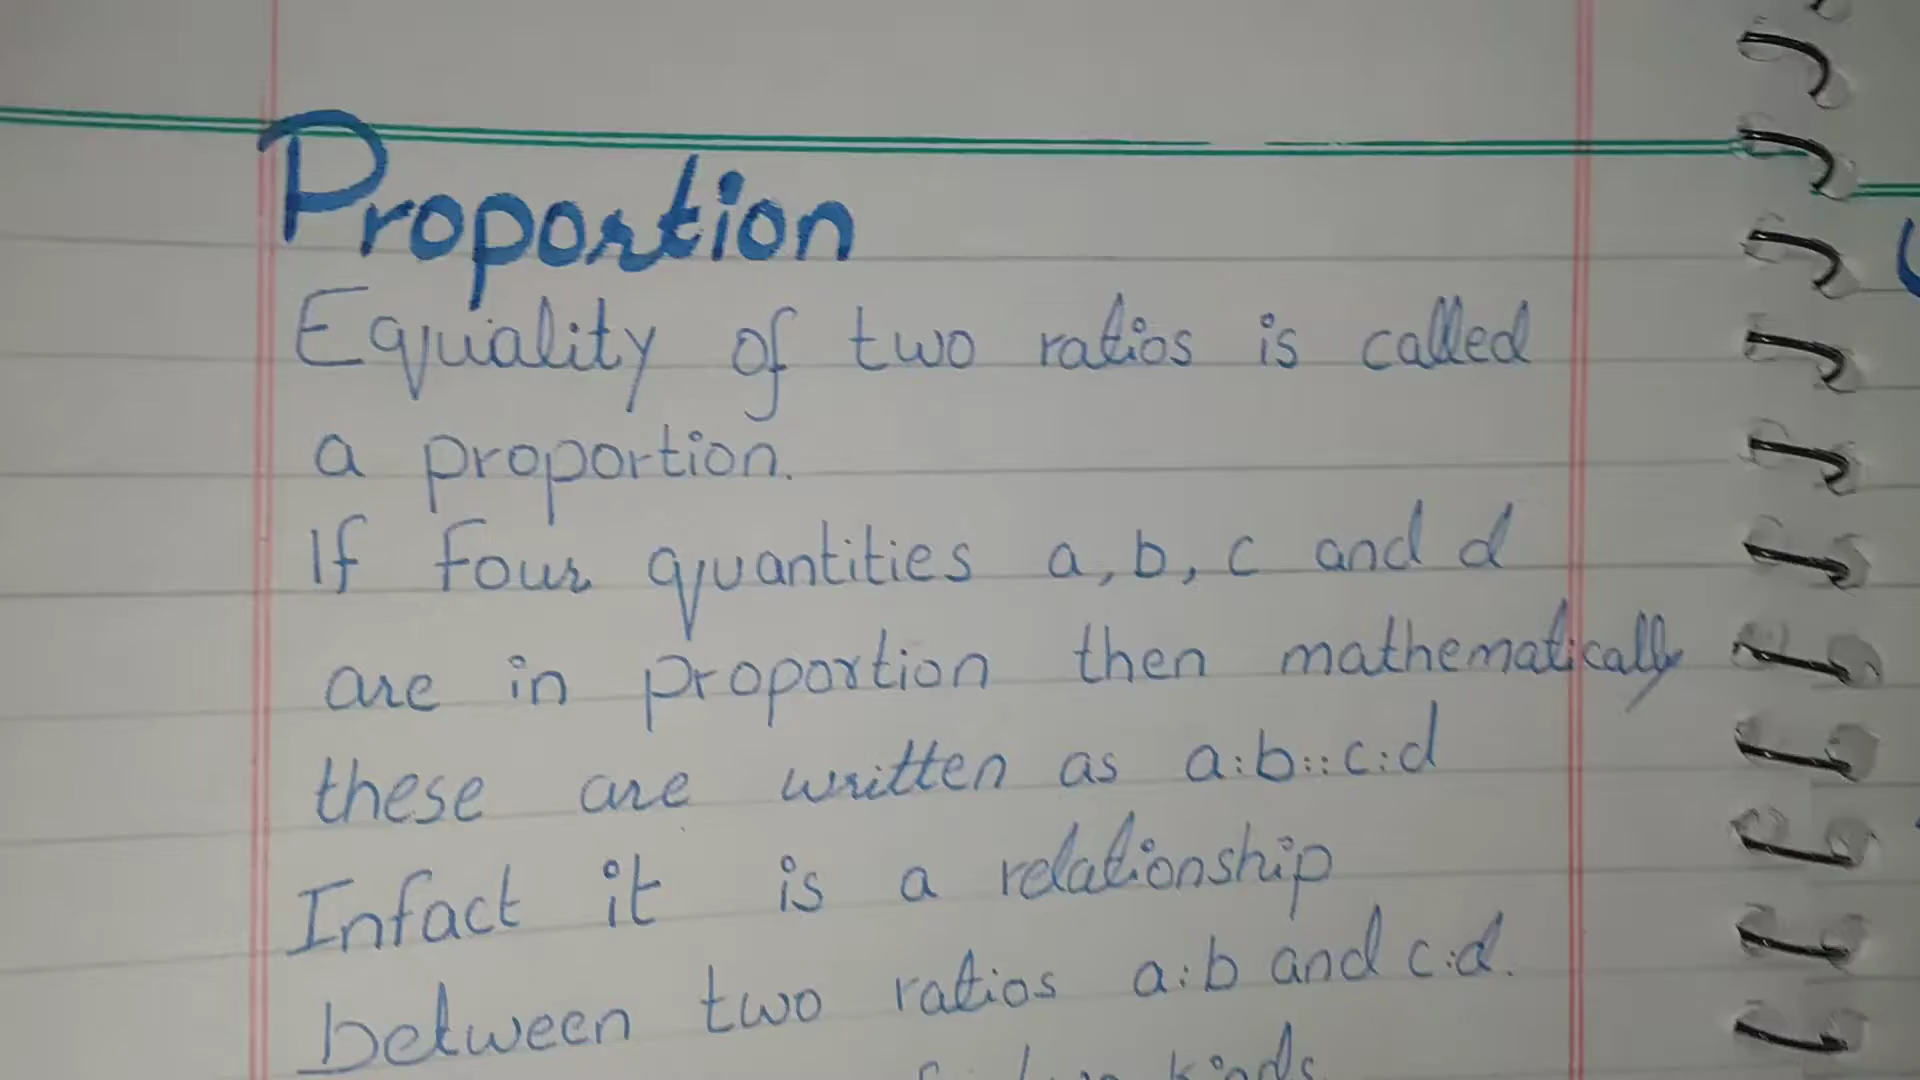 Proportion
Equality of two ratios is called
a proportion.
If four quantities a, b, c and d
are in proportion then mathematically
these are written as a:b::c:d
Infact it is a relationship
between two ratios a:b and c:d.
kinds